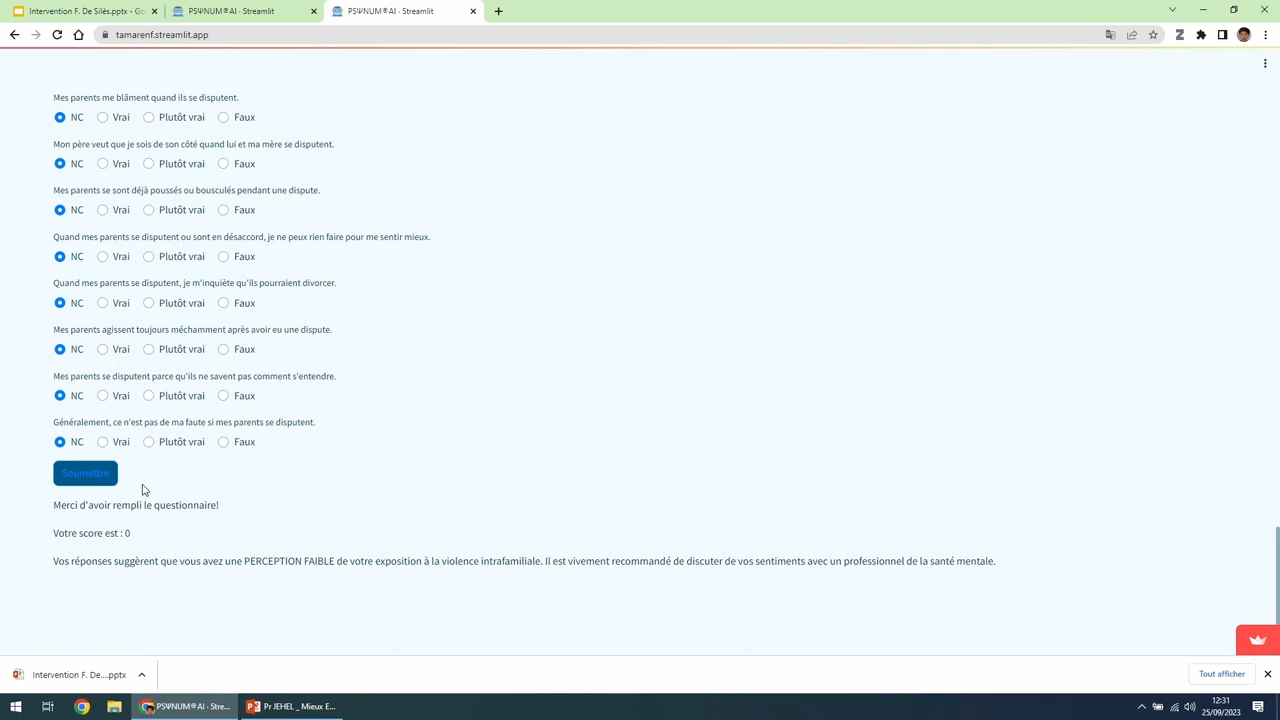 Intervention F. De Silès.pptx - Go
PSΨNUM®AI - Streamlit
PSΨNUM®AI - Streamlit
tamarenf.streamlit.app
Mes parents me blâment quand ils se disputent.
NC Vrai Plutôt vrai Faux
Mon père veut que je sois de son côté quand lui et ma mère se disputent.
NC Vrai Plutôt vrai Faux
Mes parents se sont déjà poussés ou bousculés pendant une dispute.
NC Vrai Plutôt vrai Faux
Quand mes parents se disputent ou sont en désaccord, je ne peux rien faire pour me sentir mieux.
NC Vrai Plutôt vrai Faux
Quand mes parents se disputent, je m'inquiète qu'ils pourraient divorcer.
NC Vrai Plutôt vrai Faux
Mes parents agissent toujours méchamment après avoir eu une dispute.
NC Vrai Plutôt vrai Faux
Mes parents se disputent parce qu'ils ne savent pas comment s'entendre.
NC Vrai Plutôt vrai Faux
Généralement, ce n'est pas de ma faute si mes parents se disputent.
NC Vrai Plutôt vrai Faux
Soumettre
Merci d'avoir rempli le questionnaire!
Votre score est : 0
Vos réponses suggèrent que vous avez une PERCEPTION FAIBLE de votre exposition à la violence intrafamiliale. Il est vivement recommandé de discuter de vos sentiments avec un professionnel de la santé mentale.
Intervention F. De....pptx
Tout afficher
PSΨNUM®AI - Stre...
Pr JEHEL _ Mieux E...
12:31
25/09/2023